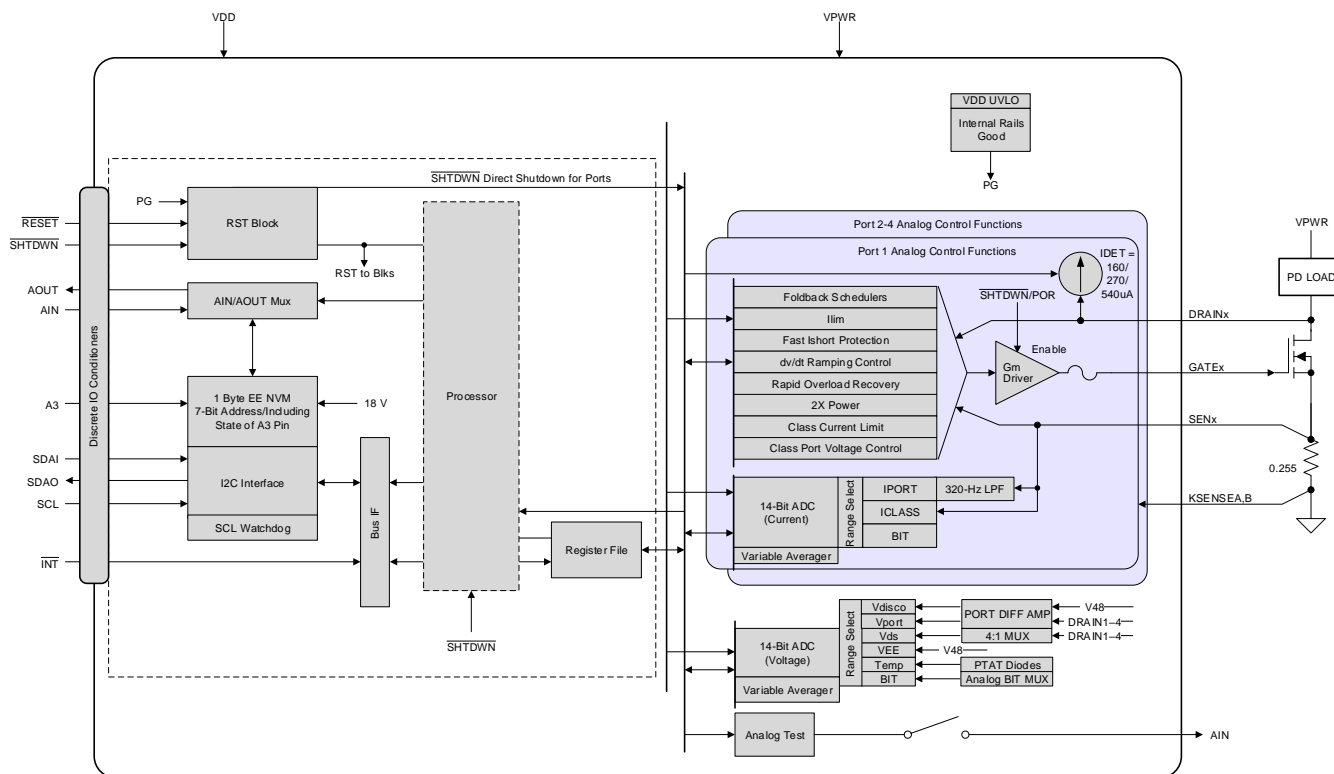 VDD
VPWR
VDD UVLO
Internal Rails
Good
PG
SHTDWN Direct Shutdown for Ports
PG
RST Block
RESET
SHTDWN
RST to Blks
AOUT
AIN
AIN/AOUT Mux
A3
1 Byte EE NVM
7-Bit Address/Including
State of A3 Pin
18 V
SDAI
SDAO
SCL
I2C Interface
SCL Watchdog
INT
Discrete IO Conditioners
Bus IF
Processor
SHTDWN
Register File
Port 2-4 Analog Control Functions
Port 1 Analog Control Functions
IDET =
160/
270/
540uA
Foldback Schedulers
Ilim
Fast Ishort Protection
dv/dt Ramping Control
Rapid Overload Recovery
2X Power
Class Current Limit
Class Port Voltage Control
SHTDWN/POR
Enable
Gm
Driver
VPWR
PD LOAD
DRAINx
GATEx
SENx
0.255
KSENSEA,B
14-Bit ADC
(Current)
Variable Averager
Range Select
IPORT
320-Hz LPF
ICLASS
BIT
14-Bit ADC
(Voltage)
Variable Averager
Range Select
Vdisco
Vport
Vds
VEE
Temp
BIT
PORT DIFF AMP
4:1 MUX
V48
DRAIN1–4
DRAIN1–4
V48
PTAT Diodes
Analog BIT MUX
Analog Test
AIN